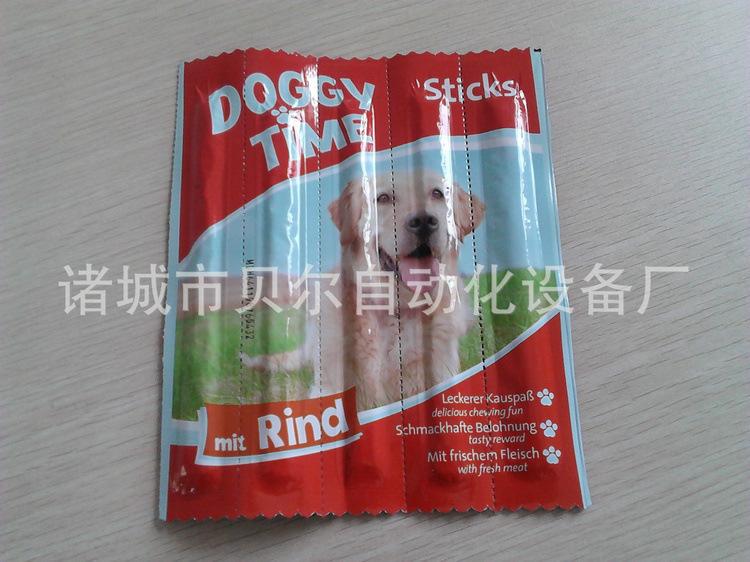 DOGGY
TIME
Sticks
诸城市贝尔自动化设备厂
mit Rind
Leckerer Kauspaß
delicious chewing fun
Schmackhafte Belohnung
tasty reward
Mit frischem Fleisch
with fresh meat